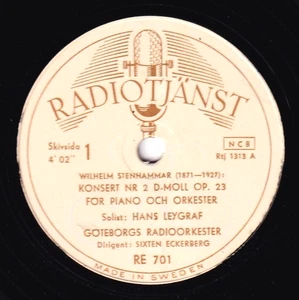 RADIOTJÄNST
Skivsida 1
4' 02"
NCB
Rtj 1312 A
WILHELM STENHAMMAR (1871—1927):
KONSERT NR 2 D-MOLL OP. 23
FÖR PIANO OCH ORKESTER
Solist: HANS LEYGRAF
GÖTEBORGS RADIOORKESTER
Dirigent: SIXTEN ECKERBERG
RE 701
MADE IN SWEDEN